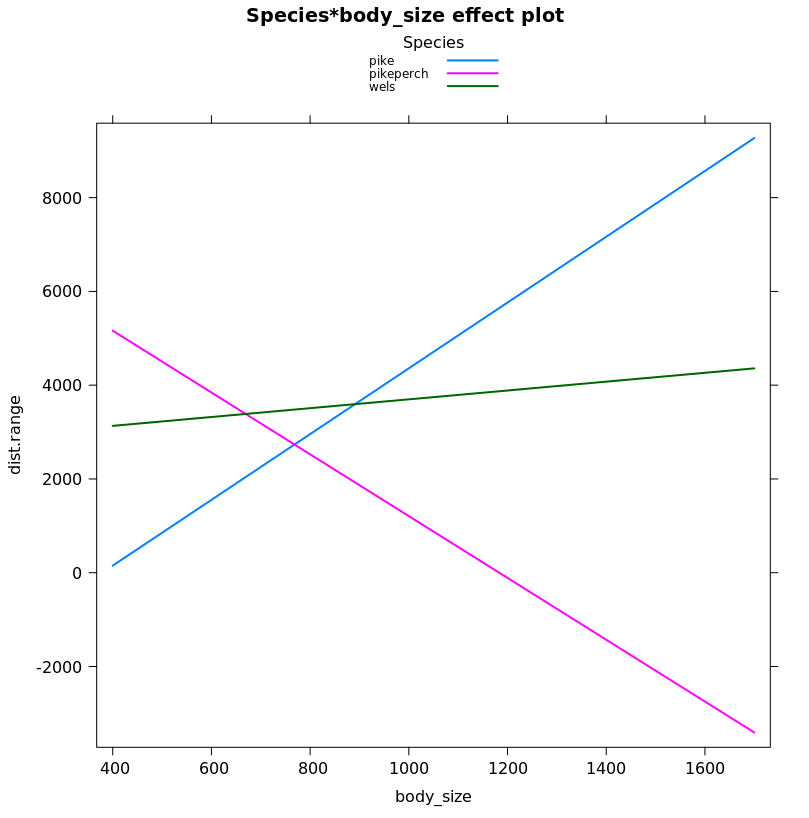 Species*body_size effect plot
Species
pike
pikeperch
wels
8000
6000
4000
2000
0
-2000
dist.range
400 600 800 1000 1200 1400 1600
body_size